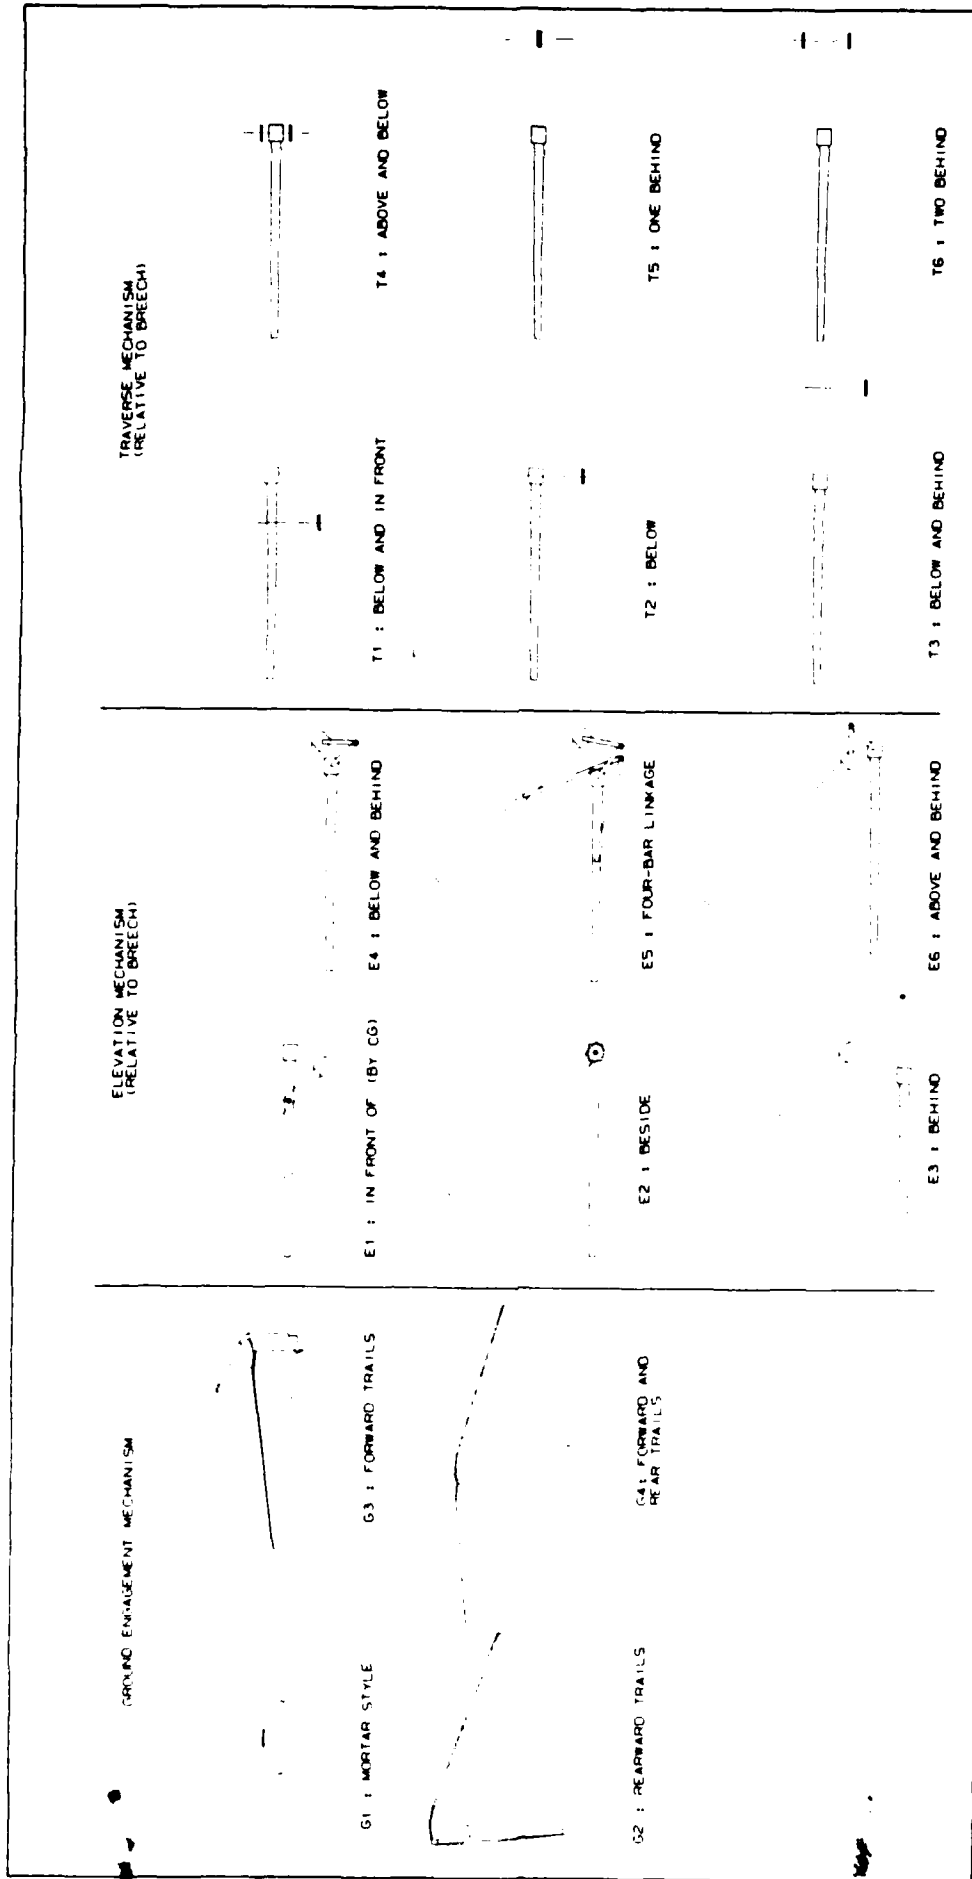 GROUND ENGAGEMENT MECHANISM
G1 : MORTAR STYLE
G3 : FORWARD TRAILS
G2 : REARWARD TRAILS
G4: FORWARD AND
REAR TRAILS
ELEVATION MECHANISM
(RELATIVE TO BREECH)
E1 : IN FRONT OF (BY CG)
E4 : BELOW AND BEHIND
E2 : BESIDE
E5 : FOUR-BAR LINKAGE
E3 : BEHIND
E6 : ABOVE AND BEHIND
TRAVERSE MECHANISM
(RELATIVE TO BREECH)
T1 : BELOW AND IN FRONT
T4 : ABOVE AND BELOW
T2 : BELOW
T5 : ONE BEHIND
T3 : BELOW AND BEHIND
T6 : TWO BEHIND